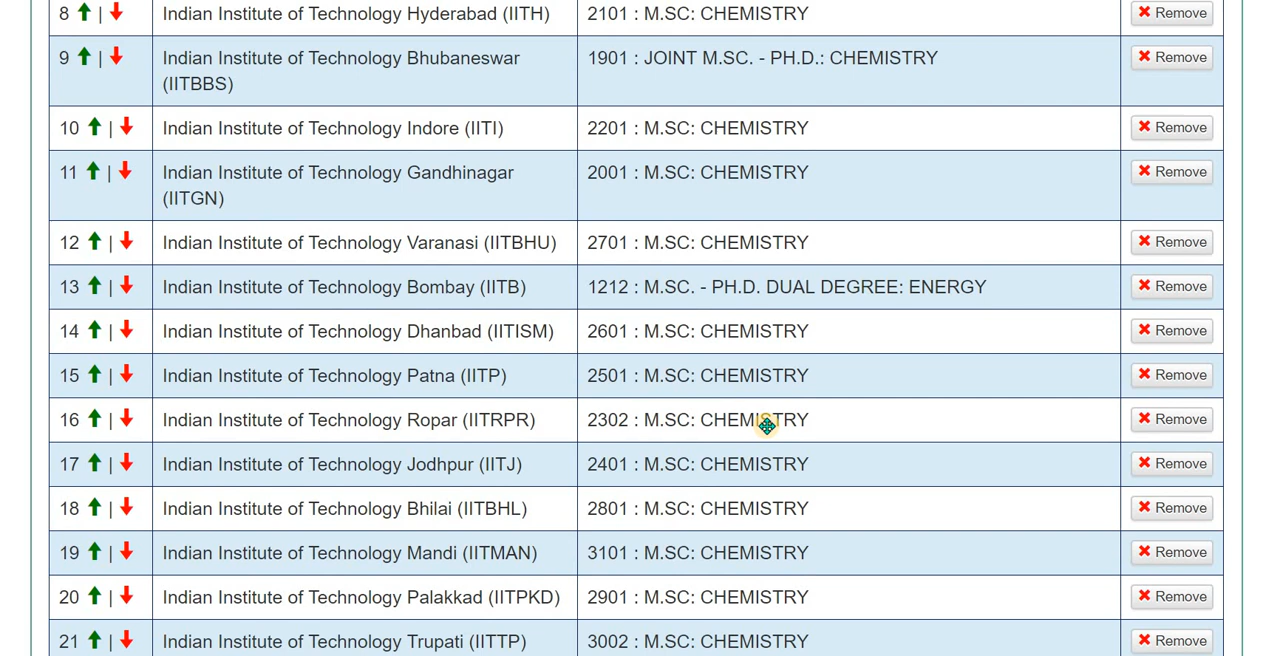 8 | Indian Institute of Technology Hyderabad (IITH) 2101 : M.SC: CHEMISTRY Remove
9 | Indian Institute of Technology Bhubaneswar 1901 : JOINT M.SC. - PH.D.: CHEMISTRY Remove
(IITBBS)
10 | Indian Institute of Technology Indore (IITI) 2201 : M.SC: CHEMISTRY Remove
11 | Indian Institute of Technology Gandhinagar 2001 : M.SC: CHEMISTRY Remove
(IITGN)
12 | Indian Institute of Technology Varanasi (IITBHU) 2701 : M.SC: CHEMISTRY Remove
13 | Indian Institute of Technology Bombay (IITB) 1212 : M.SC. - PH.D. DUAL DEGREE: ENERGY Remove
14 | Indian Institute of Technology Dhanbad (IITISM) 2601 : M.SC: CHEMISTRY Remove
15 | Indian Institute of Technology Patna (IITP) 2501 : M.SC: CHEMISTRY Remove
16 | Indian Institute of Technology Ropar (IITRPR) 2302 : M.SC: CHEMISTRY Remove
17 | Indian Institute of Technology Jodhpur (IITJ) 2401 : M.SC: CHEMISTRY Remove
18 | Indian Institute of Technology Bhilai (IITBHL) 2801 : M.SC: CHEMISTRY Remove
19 | Indian Institute of Technology Mandi (IITMAN) 3101 : M.SC: CHEMISTRY Remove
20 | Indian Institute of Technology Palakkad (IITPKD) 2901 : M.SC: CHEMISTRY Remove
21 | Indian Institute of Technology Trupati (IITTP) 3002 : M.SC: CHEMISTRY Remove